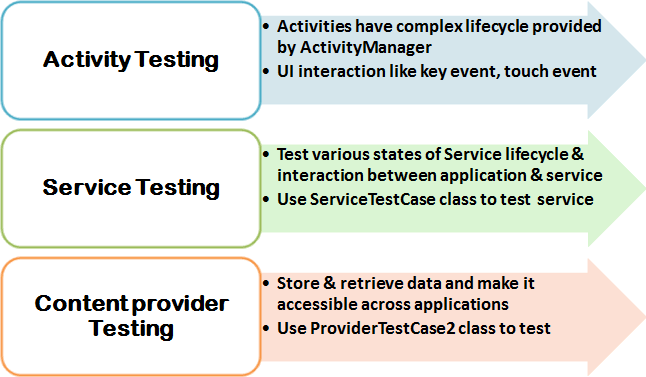 Activity Testing
• Activities have complex lifecycle provided
by ActivityManager
• UI interaction like key event, touch event
Service Testing
• Test various states of Service lifecycle &
interaction between application & service
• Use ServiceTestCase class to test service
Content provider
Testing
• Store & retrieve data and make it
accessible across applications
• Use ProviderTestCase2 class to test